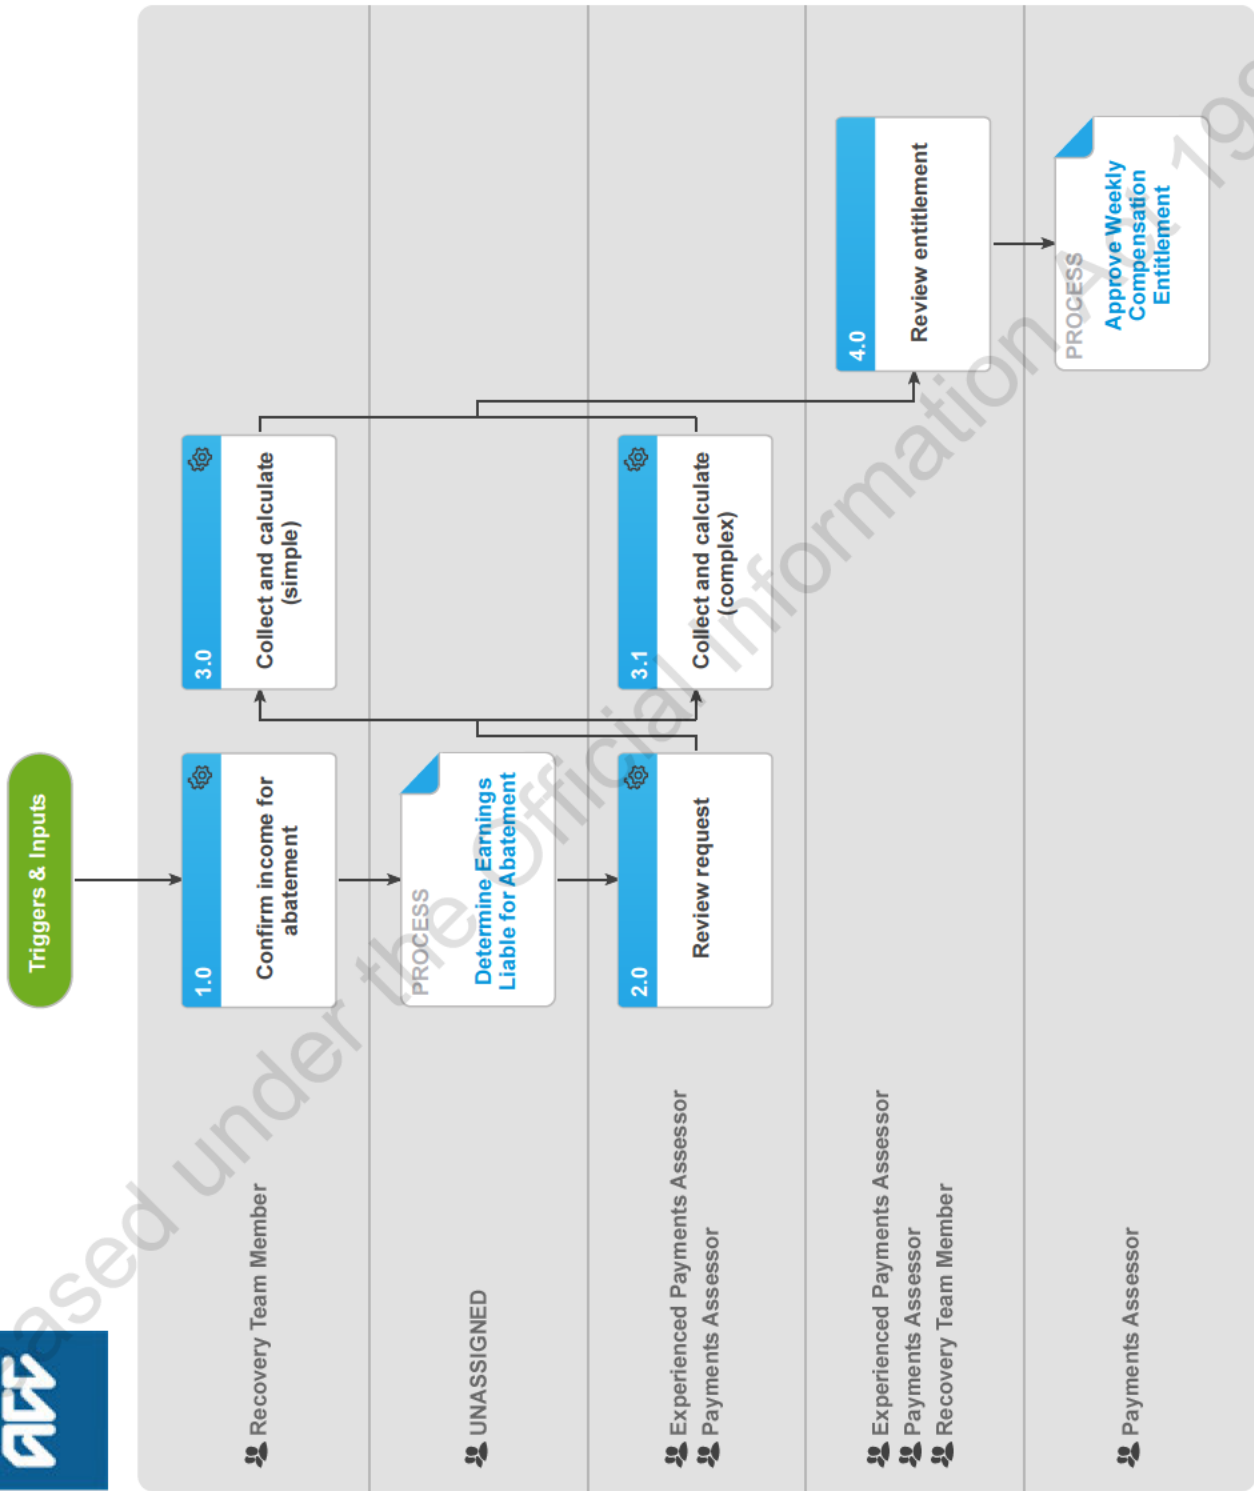 Triggers & Inputs
Recovery Team Member
1.0
Confirm income for
abatement
3.0
Collect and calculate
(simple)
UNASSIGNED
PROCESS
Determine Earnings
Liable for Abatement
Experienced Payments Assessor
Payments Assessor
2.0
Review request
3.1
Collect and calculate
(complex)
Experienced Payments Assessor
Payments Assessor
Recovery Team Member
4.0
Review entitlement
Payments Assessor
PROCESS
Approve Weekly
Compensation
Entitlement
under the Official Information Act